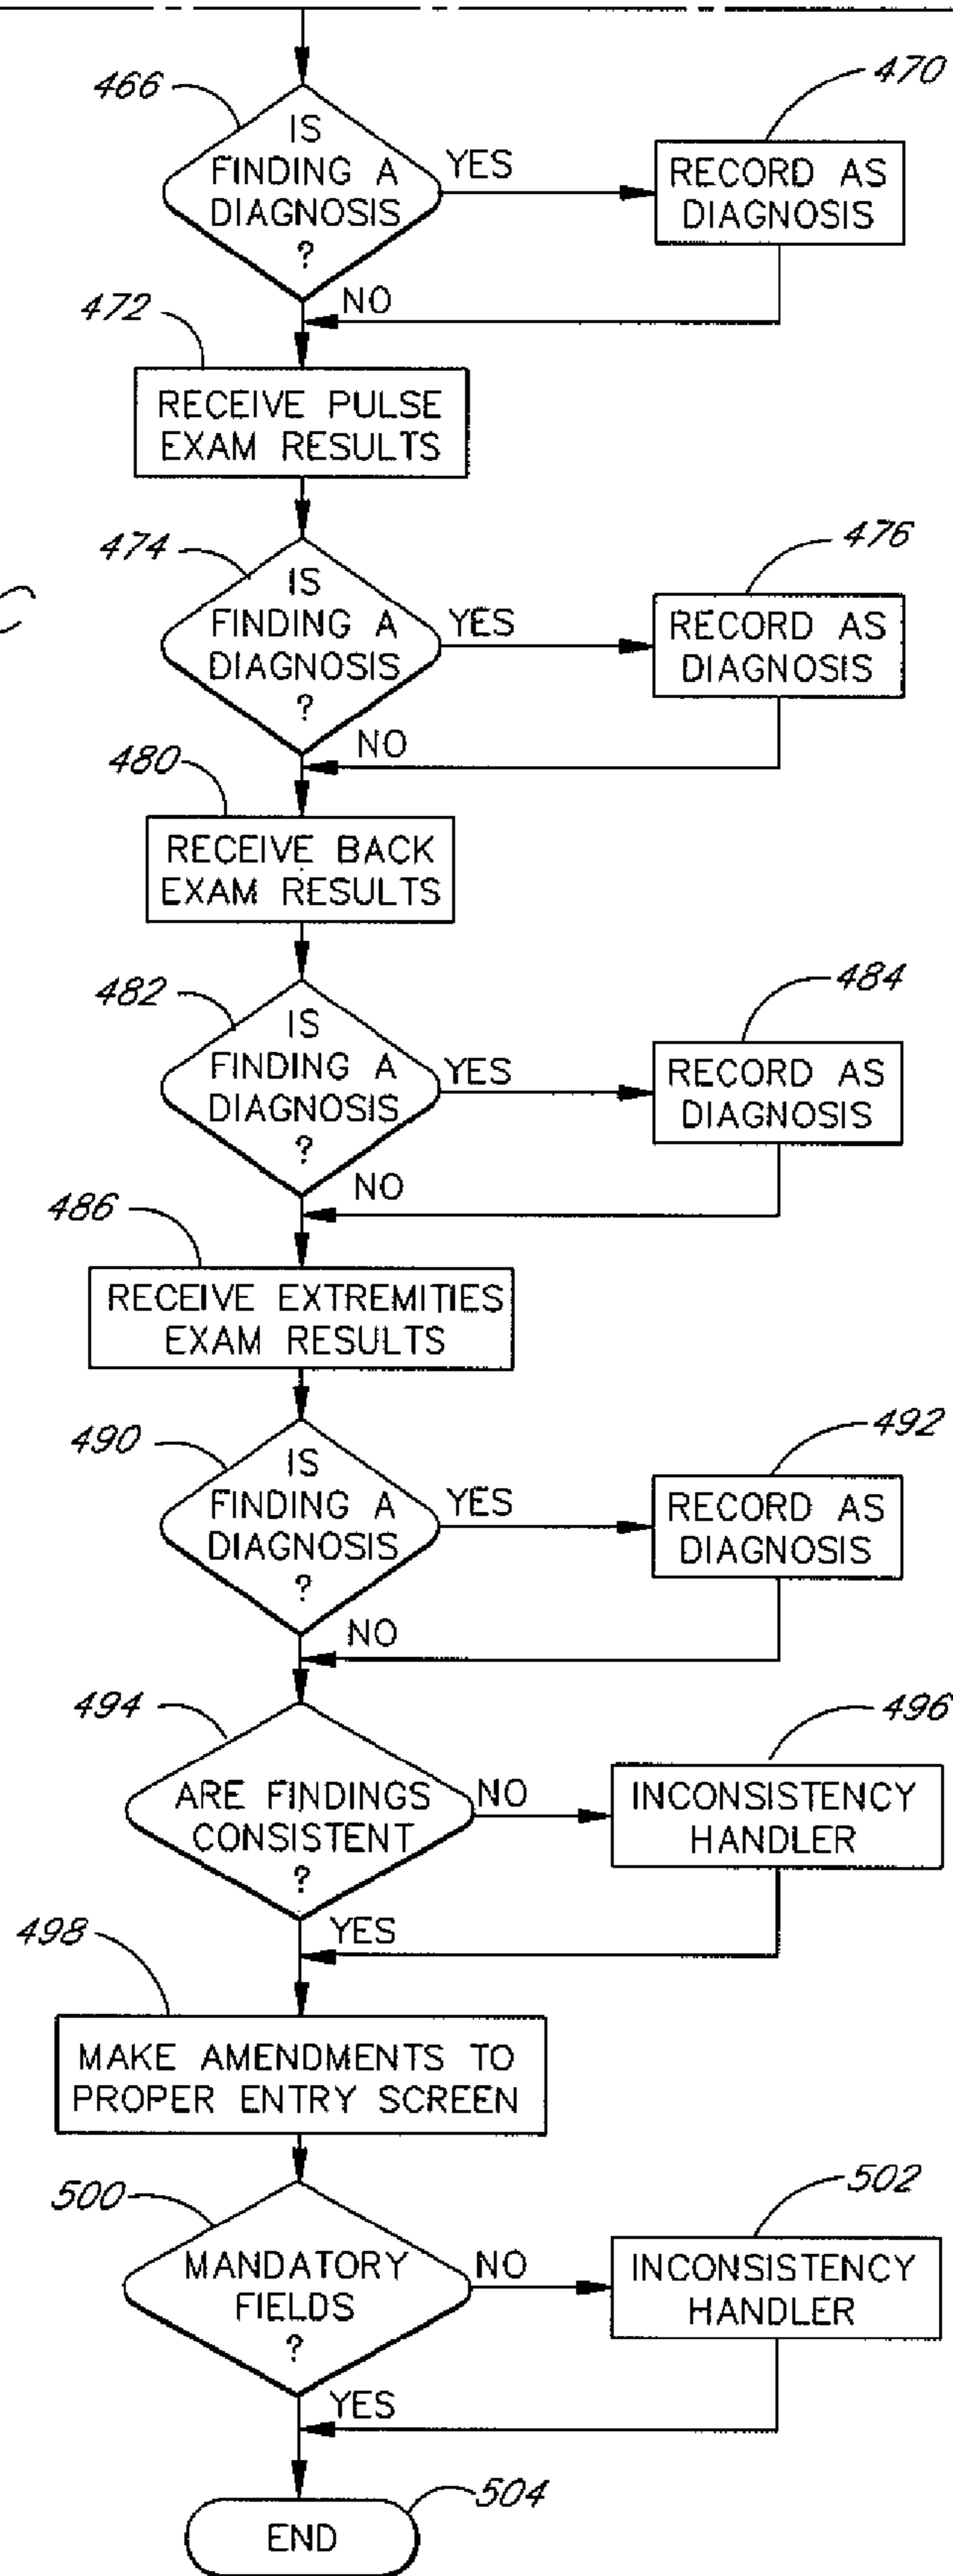 466
IS
FINDING A
DIAGNOSIS
?
YES
470
RECORD AS
DIAGNOSIS
NO
472
RECEIVE PULSE
EXAM RESULTS
474
IS
FINDING A
DIAGNOSIS
?
YES
476
RECORD AS
DIAGNOSIS
NO
480
RECEIVE BACK
EXAM RESULTS
482
IS
FINDING A
DIAGNOSIS
?
YES
484
RECORD AS
DIAGNOSIS
NO
486
RECEIVE EXTREMITIES
EXAM RESULTS
490
IS
FINDING A
DIAGNOSIS
?
YES
492
RECORD AS
DIAGNOSIS
NO
494
ARE FINDINGS
CONSISTENT
?
NO
496
INCONSISTENCY
HANDLER
YES
498
MAKE AMENDMENTS TO
PROPER ENTRY SCREEN
500
MANDATORY
FIELDS
?
NO
502
INCONSISTENCY
HANDLER
YES
504
END